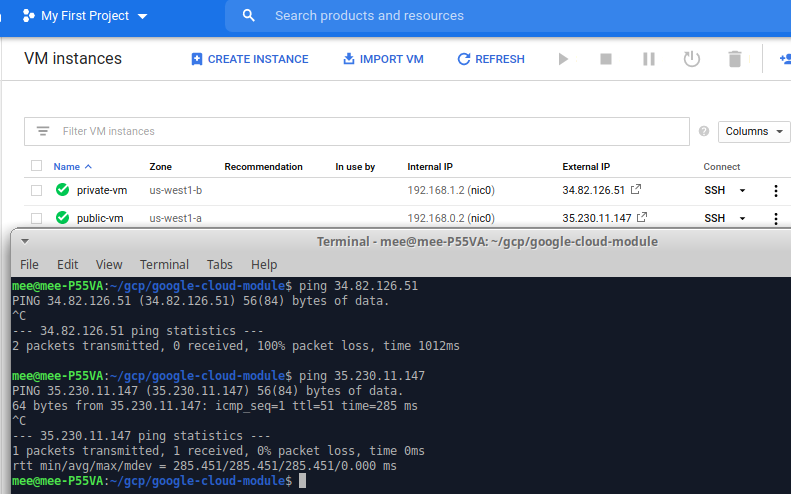 My First Project
Search products and resources
VM instances
CREATE INSTANCE
IMPORT VM
REFRESH
Filter VM instances
Columns
Name Zone Recommendation In use by Internal IP External IP Connect
private-vm us-west1-b 192.168.1.2 (nic0) 34.82.126.51 SSH
public-vm us-west1-a 192.168.0.2 (nic0) 35.230.11.147 SSH
Terminal - mee@mee-P55VA: ~/gcp/google-cloud-module
File Edit View Terminal Tabs Help
mee@mee-P55VA:~/gcp/google-cloud-module$ ping 34.82.126.51
PING 34.82.126.51 (34.82.126.51) 56(84) bytes of data.
^C
--- 34.82.126.51 ping statistics ---
2 packets transmitted, 0 received, 100% packet loss, time 1012ms
mee@mee-P55VA:~/gcp/google-cloud-module$ ping 35.230.11.147
PING 35.230.11.147 (35.230.11.147) 56(84) bytes of data.
64 bytes from 35.230.11.147: icmp_seq=1 ttl=51 time=285 ms
^C
--- 35.230.11.147 ping statistics ---
1 packets transmitted, 1 received, 0% packet loss, time 0ms
rtt min/avg/max/mdev = 285.451/285.451/285.451/0.000 ms
mee@mee-P55VA:~/gcp/google-cloud-module$